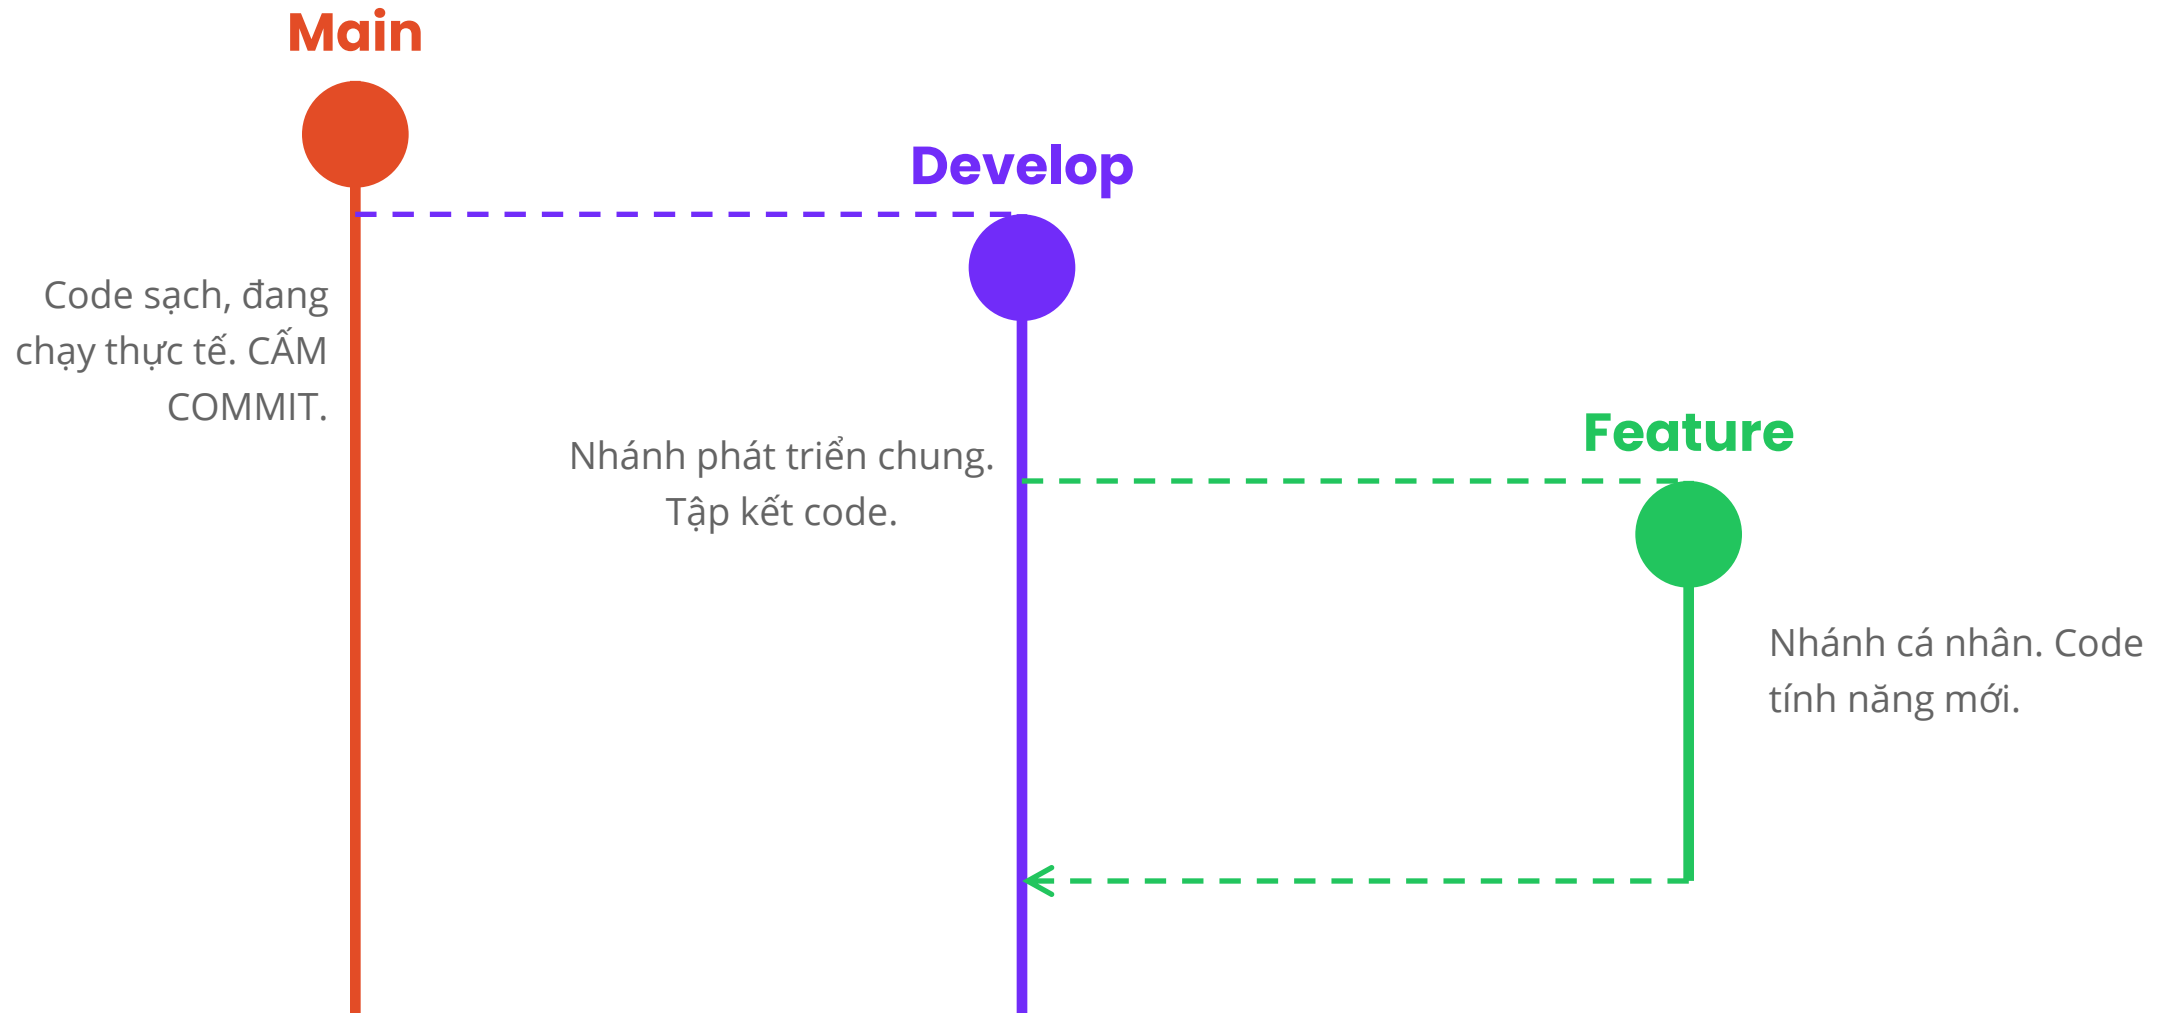 Main
Develop
Code sạch, đang
chạy thực tế. CẤM
COMMIT.
Nhánh phát triển chung.
Tập kết code.
Feature
Nhánh cá nhân. Code
tính năng mới.